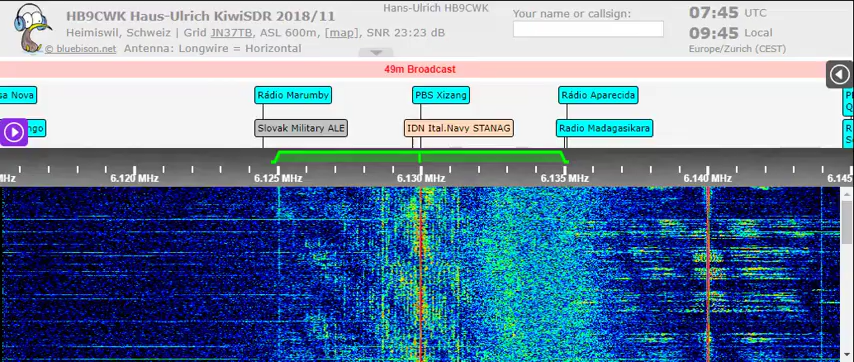 HB9CWK Haus-Ulrich KiwiSDR 2018/11
Hans-Ulrich HB9CWK
Your name or callsign:
07:45 UTC
Heimiswil, Schweiz | Grid JN37TB, ASL 600m, [map], SNR 23:23 dB
09:45 Local
© bluebison.net Antenna: Longwire = Horizontal
Europe/Zurich (CEST)
49m Broadcast
sa Nova
Rádio Marumby
PBS Xizang
Rádio Aparecida
P
Q
ngo
Slovak Military ALE
IDN Ital.Navy STANAG
Radio Madagasikara
R
S
MHz 6.120 MHz 6.125 MHz 6.130 MHz 6.135 MHz 6.140 MHz 6.145